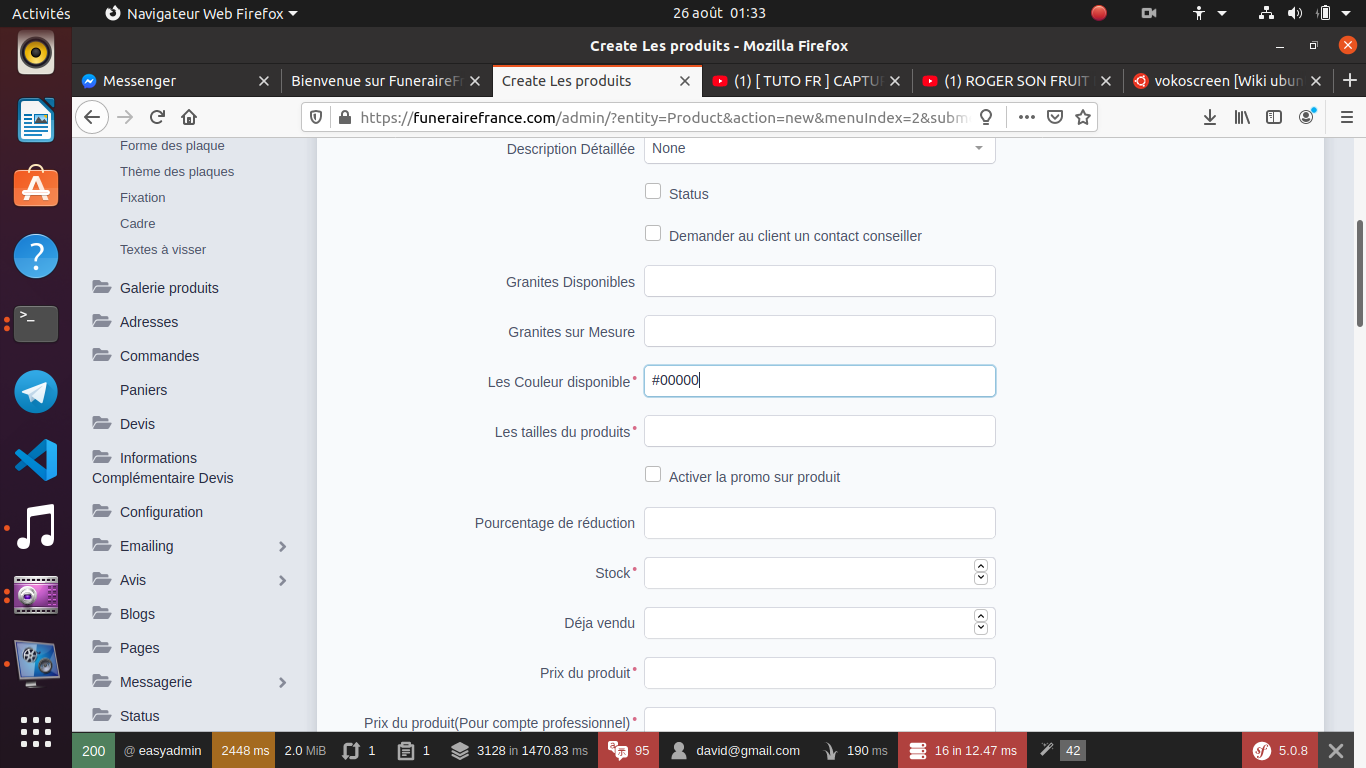 Activités Navigateur Web Firefox 26 août 01:33
Create Les produits - Mozilla Firefox
Messenger Bienvenue sur FuneraireFr Create Les produits (1) [ TUTO FR ] CAPTU (1) ROGER SON FRUIT vokoscreen [Wiki ubun
https://funerairefrance.com/admin/?entity=Product&action=new&menuIndex=2&subm
Forme des plaque
Thème des plaques
Fixation
Cadre
Textes à visser
Galerie produits
Adresses
Commandes
Paniers
Devis
Informations
Complémentaire Devis
Configuration
Emailing
Avis
Blogs
Pages
Messagerie
Status
Description Détaillée None
Status
Demander au client un contact conseiller
Granites Disponibles
Granites sur Mesure
Les Couleur disponible* #00000
Les tailles du produits*
Activer la promo sur produit
Pourcentage de réduction
Stock*
Déja vendu
Prix du produit*
Prix du produit(Pour compte professionnel)*
200 @ easyadmin 2448 ms 2.0 MiB 1 1 3128 in 1470.83 ms 95 david@gmail.com 190 ms 16 in 12.47 ms 42 sf 5.0.8